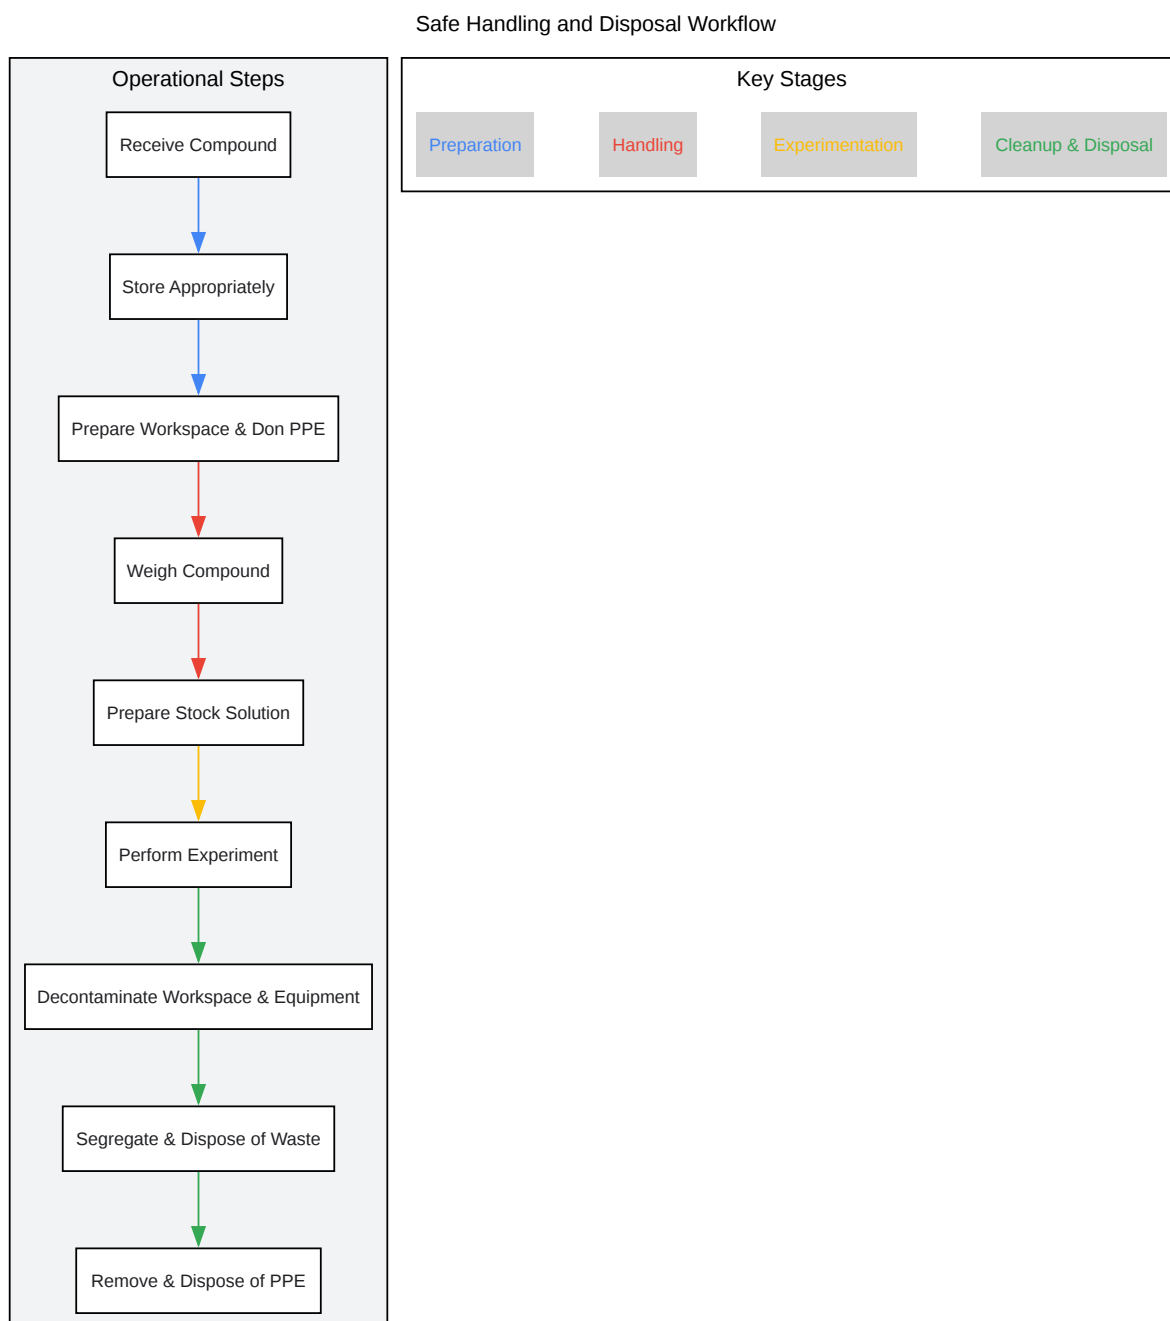 Safe Handling and Disposal Workflow
Operational Steps
Receive Compound
Store Appropriately
Prepare Workspace & Don PPE
Weigh Compound
Prepare Stock Solution
Perform Experiment
Decontaminate Workspace & Equipment
Segregate & Dispose of Waste
Remove & Dispose of PPE
Key Stages
Preparation
Handling
Experimentation
Cleanup & Disposal